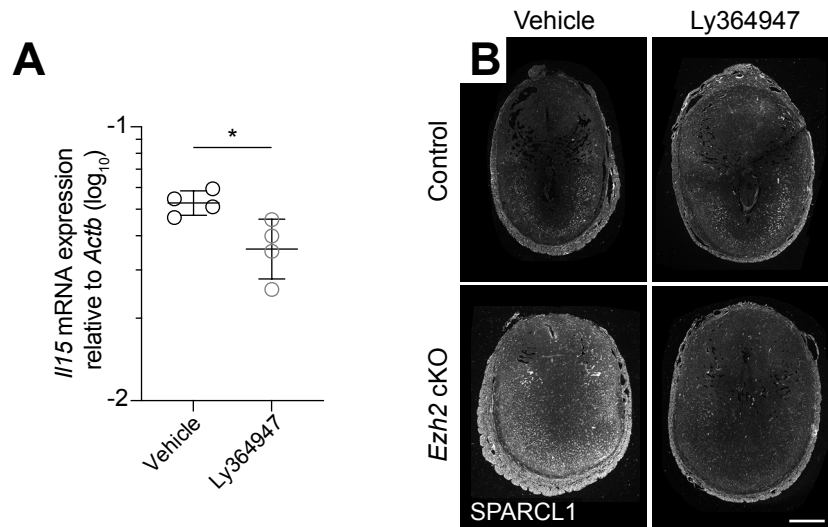 A
Il15 mRNA expression
relative to Actb (log10)
-1
*
-2
Vehicle
Ly364947
B
Vehicle
Ly364947
Control
Ezh2 cKO
SPARCL1